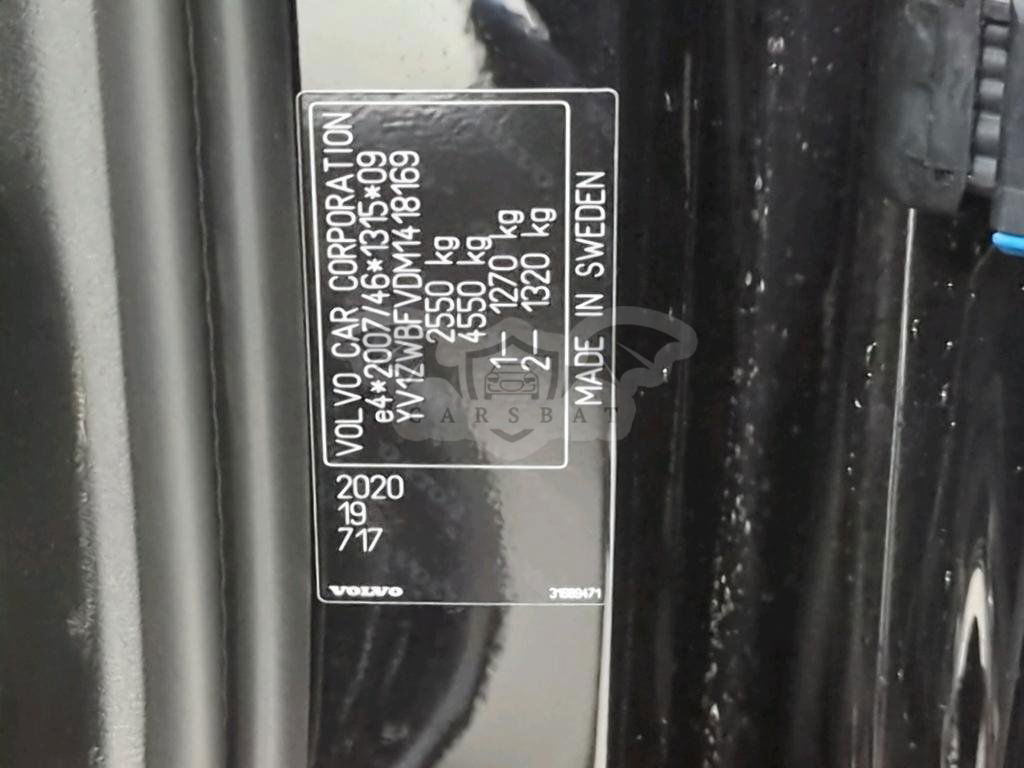 VOLVO CAR CORPORATION
e4*2007/46*1315*09
YV1ZWBFVDM1418169
2550 kg
4550 kg
1- 1270 kg
2- 1320 kg
MADE IN SWEDEN
2020
19
717
VOLVO
CARSBAT